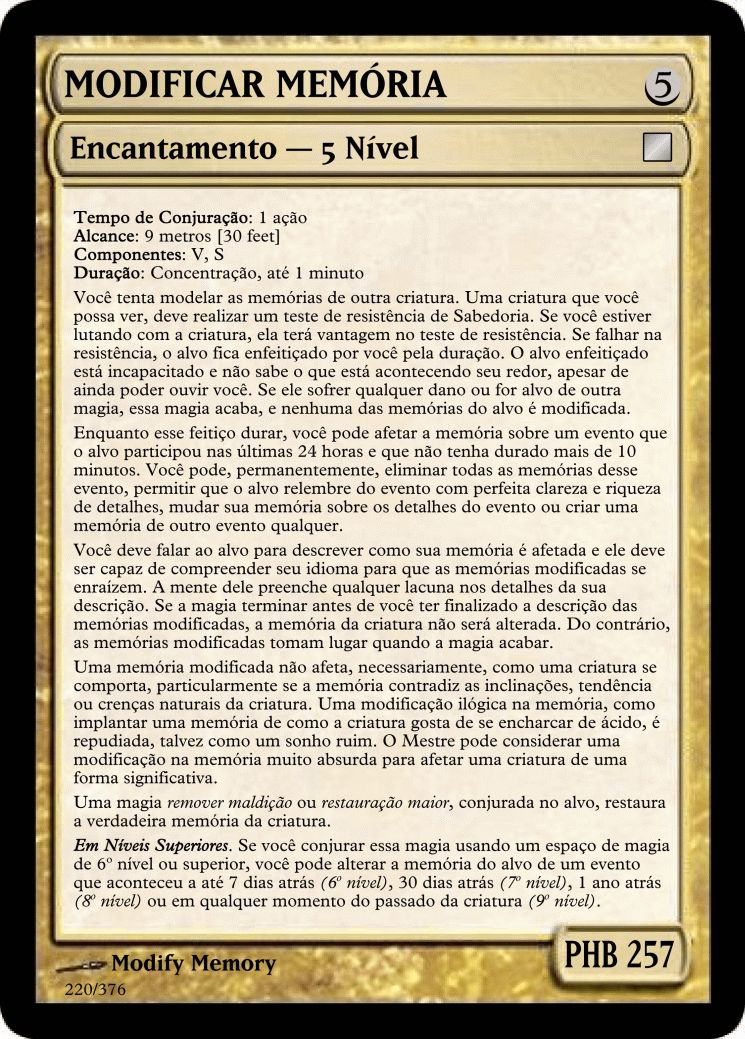 MODIFICAR MEMÓRIA
5
Encantamento — 5 Nível
Tempo de Conjuração: 1 ação
Alcance: 9 metros [30 feet]
Componentes: V, S
Duração: Concentração, até 1 minuto
Você tenta modelar as memórias de outra criatura. Uma criatura que você
possa ver, deve realizar um teste de resistência de Sabedoria. Se você estiver
lutando com a criatura, ela terá vantagem no teste de resistência. Se falhar na
resistência, o alvo fica enfeitiçado por você pela duração. O alvo enfeitiçado
está incapacitado e não sabe o que está acontecendo seu redor, apesar de
ainda poder ouvir você. Se ele sofrer qualquer dano ou for alvo de outra
magia, essa magia acaba, e nenhuma das memórias do alvo é modificada.
Enquanto esse feitiço durar, você pode afetar a memória sobre um evento que
o alvo participou nas últimas 24 horas e que não tenha durado mais de 10
minutos. Você pode, permanentemente, eliminar todas as memórias desse
evento, permitir que o alvo relembre do evento com perfeita clareza e riqueza
de detalhes, mudar sua memória sobre os detalhes do evento ou criar uma
memória de outro evento qualquer.
Você deve falar ao alvo para descrever como sua memória é afetada e ele deve
ser capaz de compreender seu idioma para que as memórias modificadas se
enraízem. A mente dele preenche qualquer lacuna nos detalhes da sua
descrição. Se a magia terminar antes de você ter finalizado a descrição das
memórias modificadas, a memória da criatura não será alterada. Do contrário,
as memórias modificadas tomam lugar quando a magia acabar.
Uma memória modificada não afeta, necessariamente, como uma criatura se
comporta, particularmente se a memória contradiz as inclinações, tendência
ou crenças naturais da criatura. Uma modificação ilógica na memória, como
implantar uma memória de como a criatura gosta de se encharcar de ácido, é
repudiada, talvez como um sonho ruim. O Mestre pode considerar uma
modificação na memória muito absurda para afetar uma criatura de uma
forma significativa.
Uma magia remover maldição ou restauração maior, conjurada no alvo, restaura
a verdadeira memória da criatura.
Em Níveis Superiores. Se você conjurar essa magia usando um espaço de magia
de 6º nível ou superior, você pode alterar a memória do alvo de um evento
que aconteceu a até 7 dias atrás (6º nível), 30 dias atrás (7º nível), 1 ano atrás
(8º nível) ou em qualquer momento do passado da criatura (9º nível).
PHB 257
Modify Memory
220/376